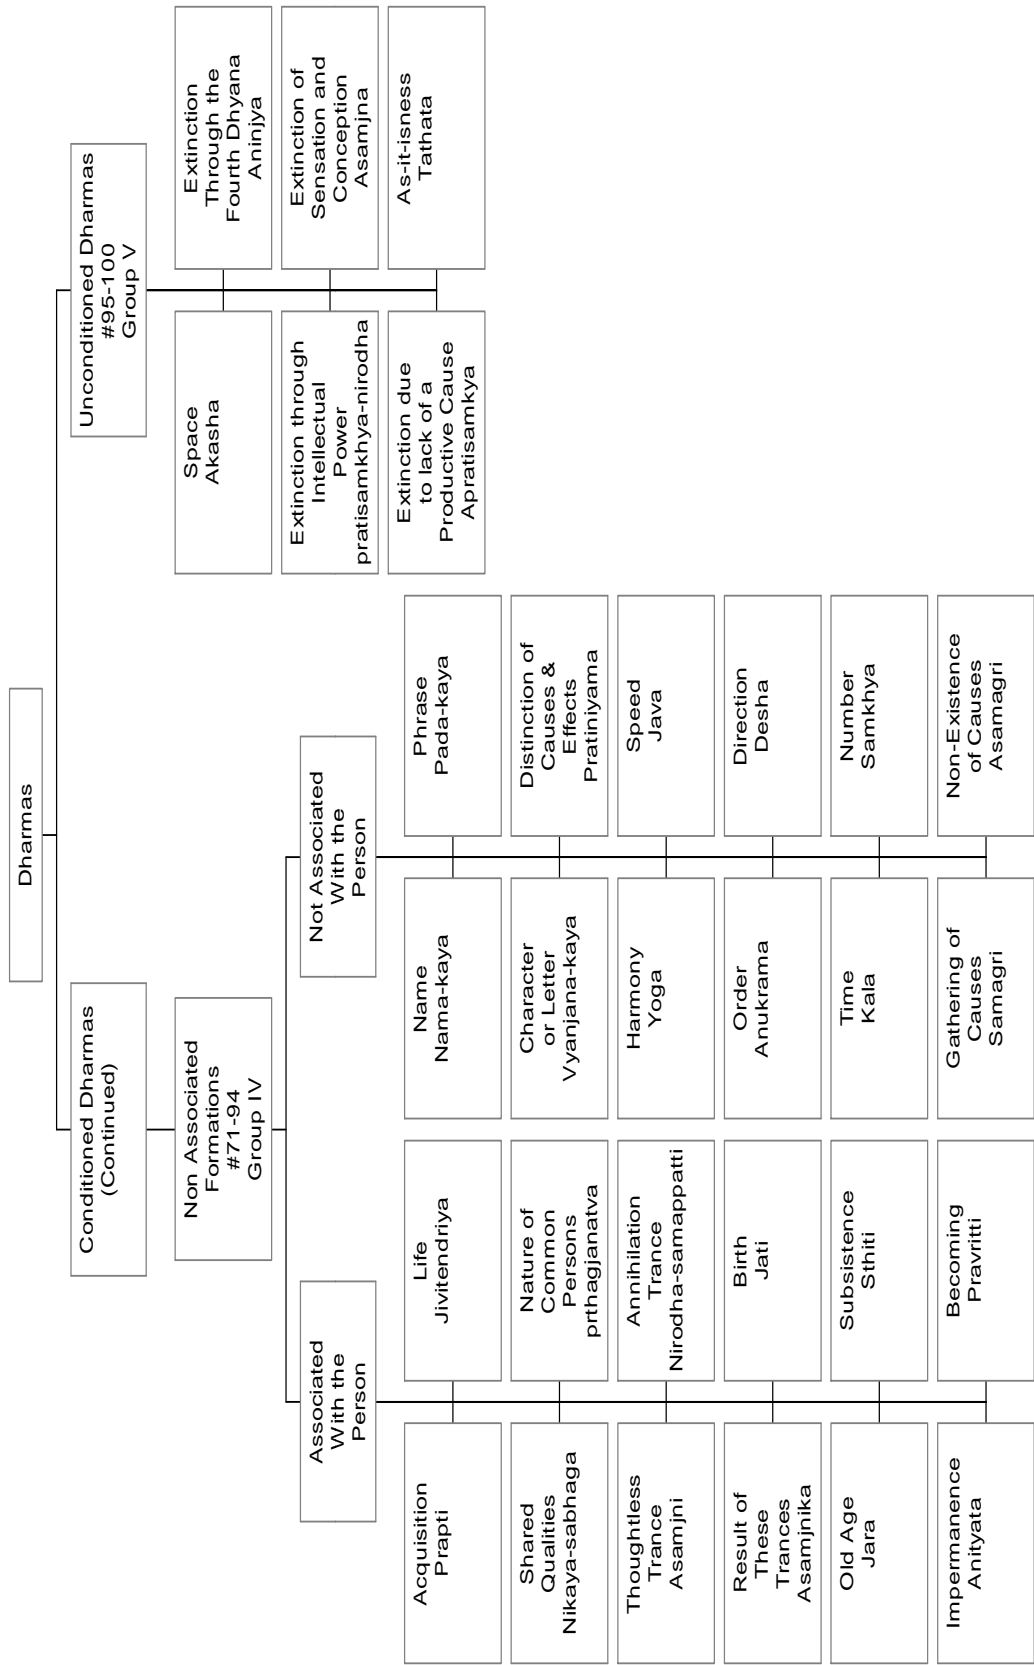 Dharmas
Conditioned Dharmas
(Continued)
Unconditioned Dharmas
#95-100
Group V
Non Associated
Formations
#71-94
Group IV
Associated
With the
Person
Not Associated
With the
Person
Acquisition
Prapti
Life
Jivitendriya
Shared
Qualities
Nikaya-sabhaga
Nature of
Common
Persons
prthagjanatva
Thoughtless
Trance
Asamjni
Annihilation
Trance
Nirodha-samappatti
Result of
These
Trances
Asamjnika
Birth
Jati
Old Age
Jara
Subsistence
Sthiti
Impermanence
Anityata
Becoming
Pravritti
Name
Nama-kaya
Phrase
Pada-kaya
Character
or Letter
Vyanjana-kaya
Distinction of
Causes &
Effects
Pratiniyama
Harmony
Yoga
Speed
Java
Order
Anukrama
Direction
Desha
Time
Kala
Number
Samkhya
Gathering of
Causes
Samagri
Non-Existence
of Causes
Asamagri
Space
Akasha
Extinction
Through the
Fourth Dhyana
Aninjya
Extinction through
Intellectual
Power
pratisamkhya-nirodha
Extinction of
Sensation and
Conception
Asamjna
Extinction due
to lack of a
Productive Cause
Apratisamkya
As-it-isness
Tathata